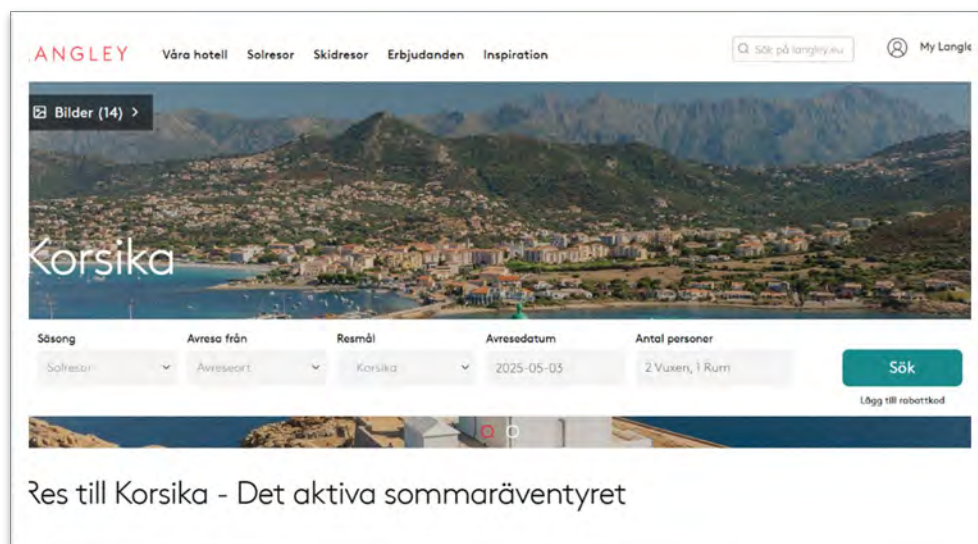 ANGLEY
Våra hotell Solresor Skidresor Erbjudanden Inspiration
Sök på langley.eu
My Langle
Bilder (14) >
Korsika
Säsong Avresa från Resmål Avresedatum Antal personer
Solresor Avreseort Korsika 2025-05-03 2 Vuxen, 1 Rum
Sök
Lägg till rabattkod
Res till Korsika - Det aktiva sommaräventyret